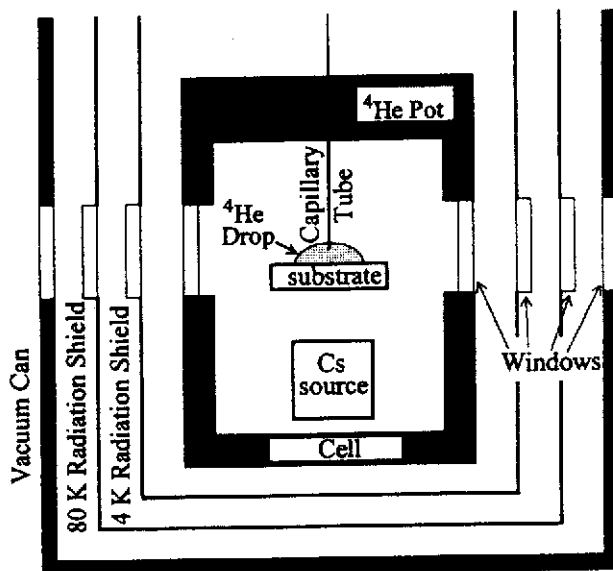 ⁴He Pot
Capillary
Tube
⁴He
Drop
substrate
Windows
Cs
source
Cell
Vacuum Can
80 K Radiation Shield
4 K Radiation Shield